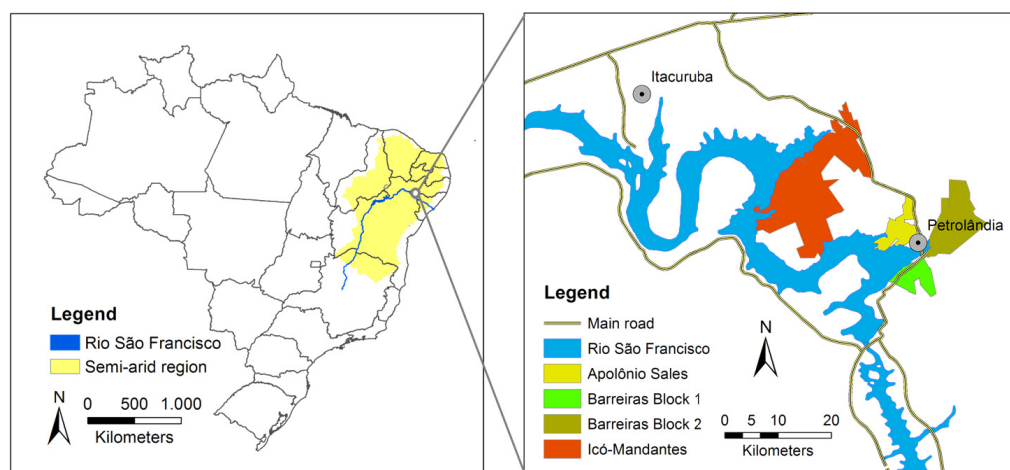 Legend
Rio São Francisco
Semi-arid region
N
0 500 1.000
Kilometers
Itacuruba
Petrolândia
Legend
Main road
Rio São Francisco
Apolônio Sales
Barreiras Block 1
Barreiras Block 2
Icó-Mandantes
N
0 5 10 20
Kilometers